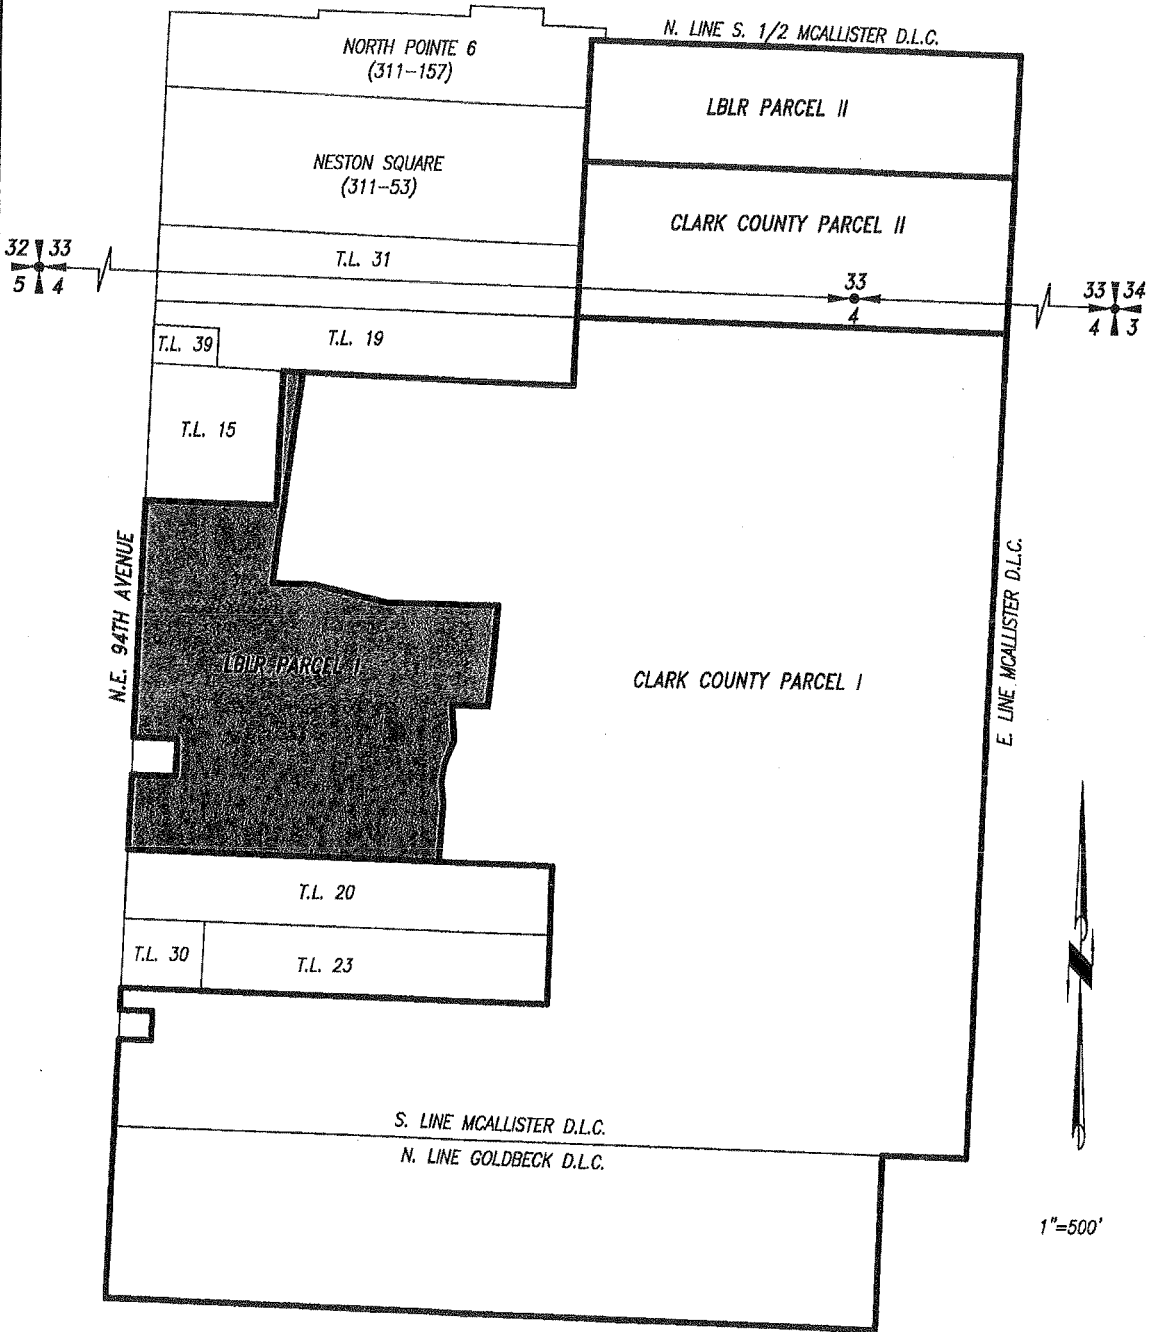 N. LINE S. 1/2 MCALLISTER D.L.C.
NORTH POINTE 6
(311-157)
LBLR PARCEL II
NESTON SQUARE
(311-53)
CLARK COUNTY PARCEL II
32 33
5 4
T.L. 31
33
4
33 34
4 3
T.L. 39
T.L. 19
T.L. 15
N.E. 94TH AVENUE
E. LINE MCALLISTER D.L.C.
LBLR PARCEL I
CLARK COUNTY PARCEL I
T.L. 20
T.L. 30
T.L. 23
S. LINE MCALLISTER D.L.C.
N. LINE GOLDBECK D.L.C.
1"=500'